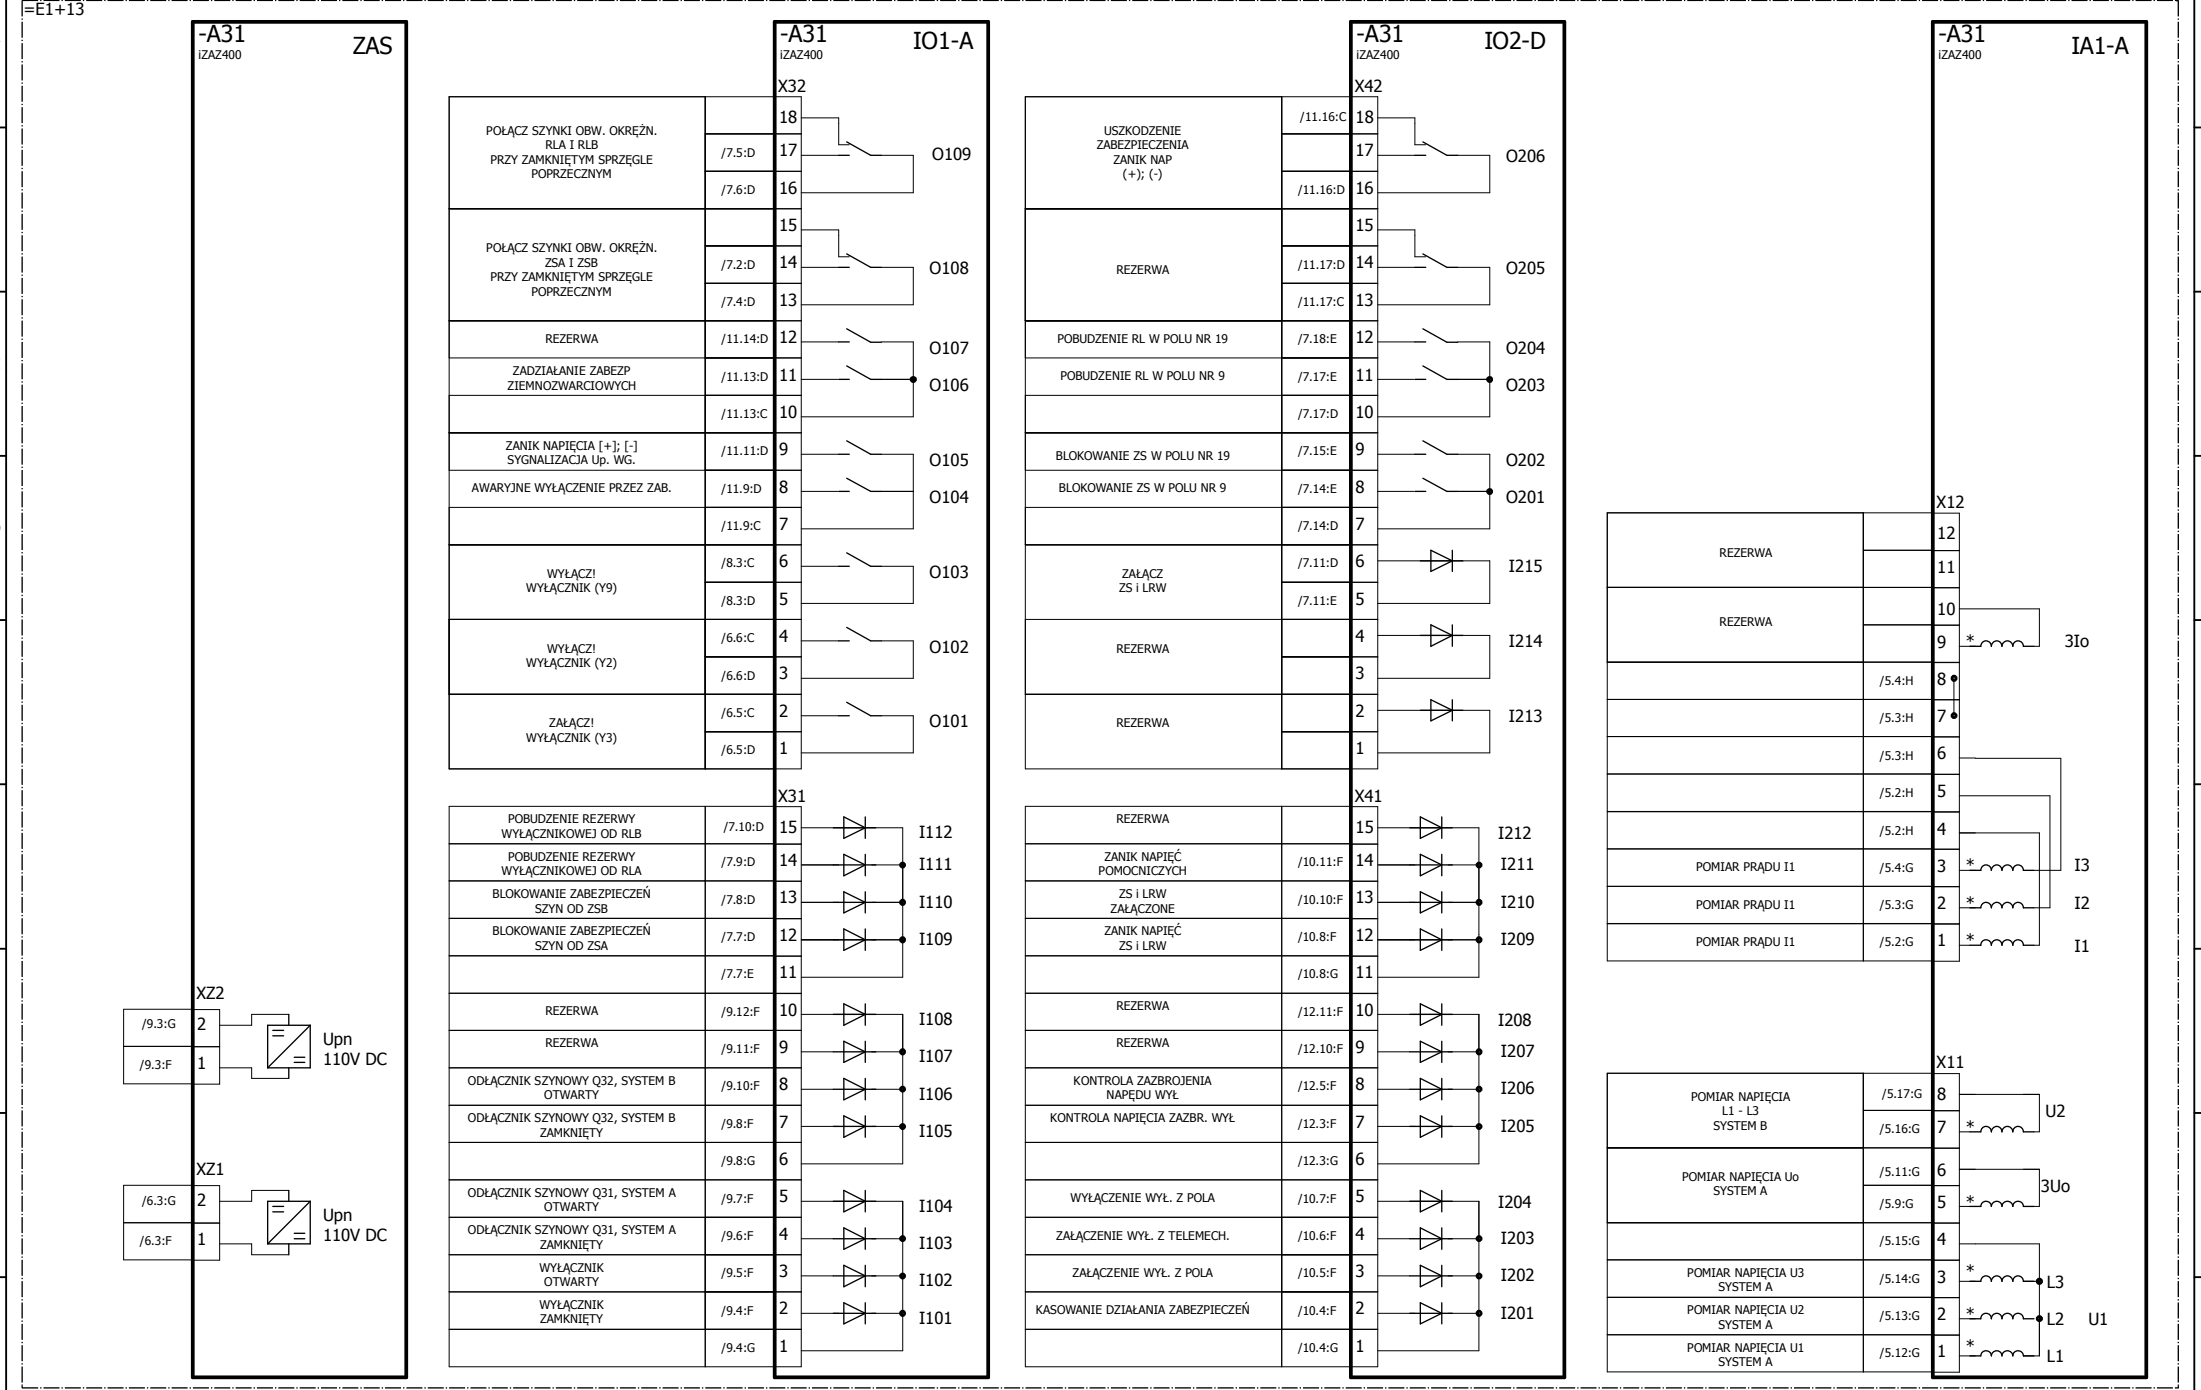 =E1+13
-A31
iZAZ400
ZAS
XZ2
/9.3:G 2
/9.3:F 1
Upn
110V DC
XZ1
/6.3:G 2
/6.3:F 1
Upn
110V DC
-A31
iZAZ400
IO1-A
X32
POŁĄCZ SZYNKI OBW. OKRĘŻN.
RLA I RLB
PRZY ZAMKNIĘTYM SPRZĘGLE
POPRZECZNYM
18
/7.5:D 17
/7.6:D 16
O109
POŁĄCZ SZYNKI OBW. OKRĘŻN.
ZSA I ZSB
PRZY ZAMKNIĘTYM SPRZĘGLE
POPRZECZNYM
15
/7.2:D 14
/7.4:D 13
O108
REZERWA /11.14:D 12 O107
ZADZIAŁANIE ZABEZP
ZIEMNOZWARCIOWYCH
/11.13:D 11 O106
/11.13:C 10
ZANIK NAPIĘCIA [+]; [-]
SYGNALIZACJA Up. WG.
/11.11:D 9 O105
AWARYJNE WYŁĄCZENIE PRZEZ ZAB. /11.9:D 8 O104
/11.9:C 7
WYŁĄCZ!
WYŁĄCZNIK (Y9)
/8.3:C 6
/8.3:D 5
O103
WYŁĄCZ!
WYŁĄCZNIK (Y2)
/6.6:C 4
/6.6:D 3
O102
ZAŁĄCZ!
WYŁĄCZNIK (Y3)
/6.5:C 2
/6.5:D 1
O101
X31
POBUDZENIE REZERWY
WYŁĄCZNIKOWEJ OD RLB
/7.10:D 15 I112
POBUDZENIE REZERWY
WYŁĄCZNIKOWEJ OD RLA
/7.9:D 14 I111
BLOKOWANIE ZABEZPIECZEŃ
SZYN OD ZSB
/7.8:D 13 I110
BLOKOWANIE ZABEZPIECZEŃ
SZYN OD ZSA
/7.7:D 12 I109
/7.7:E 11
REZERWA /9.12:F 10 I108
REZERWA /9.11:F 9 I107
ODŁĄCZNIK SZYNOWY Q32, SYSTEM B
OTWARTY
/9.10:F 8 I106
ODŁĄCZNIK SZYNOWY Q32, SYSTEM B
ZAMKNIĘTY
/9.8:F 7 I105
/9.8:G 6
ODŁĄCZNIK SZYNOWY Q31, SYSTEM A
OTWARTY
/9.7:F 5 I104
ODŁĄCZNIK SZYNOWY Q31, SYSTEM A
ZAMKNIĘTY
/9.6:F 4 I103
WYŁĄCZNIK
OTWARTY
/9.5:F 3 I102
WYŁĄCZNIK
ZAMKNIĘTY
/9.4:F 2 I101
/9.4:G 1
-A31
iZAZ400
IO2-D
X42
USZKODZENIE
ZABEZPIECZENIA
ZANIK NAP
(+); (-)
/11.16:C 18
17
/11.16:D 16
O206
REZERWA
15
/11.17:D 14
/11.17:C 13
O205
POBUDZENIE RL W POLU NR 19 /7.18:E 12 O204
POBUDZENIE RL W POLU NR 9 /7.17:E 11 O203
/7.17:D 10
BLOKOWANIE ZS W POLU NR 19 /7.15:E 9 O202
BLOKOWANIE ZS W POLU NR 9 /7.14:E 8 O201
/7.14:D 7
ZAŁĄCZ
ZS i LRW
/7.11:D 6
/7.11:E 5
I215
REZERWA
4
3
I214
REZERWA
2
1
I213
X41
REZERWA 15 I212
ZANIK NAPIĘĆ
POMOCNICZYCH
/10.11:F 14 I211
ZS i LRW
ZAŁĄCZONE
/10.10:F 13 I210
ZANIK NAPIĘĆ
ZS i LRW
/10.8:F 12 I209
/10.8:G 11
REZERWA /12.11:F 10 I208
REZERWA /12.10:F 9 I207
KONTROLA ZAZBROJENIA
NAPĘDU WYŁ
/12.5:F 8 I206
KONTROLA NAPIĘCIA ZAZBR. WYŁ /12.3:F 7 I205
/12.3:G 6
WYŁĄCZENIE WYŁ. Z POLA /10.7:F 5 I204
ZAŁĄCZENIE WYŁ. Z TELEMECH. /10.6:F 4 I203
ZAŁĄCZENIE WYŁ. Z POLA /10.5:F 3 I202
KASOWANIE DZIAŁANIA ZABEZPIECZEŃ /10.4:F 2 I201
/10.4:G 1
-A31
iZAZ400
IA1-A
X12
REZERWA
12
11
REZERWA
10
9 * 3Io
/5.4:H 8
/5.3:H 7
/5.3:H 6
/5.2:H 5
/5.2:H 4
POMIAR PRĄDU I1 /5.4:G 3 * I3
POMIAR PRĄDU I1 /5.3:G 2 * I2
POMIAR PRĄDU I1 /5.2:G 1 * I1
X11
POMIAR NAPIĘCIA
L1 - L3
SYSTEM B
/5.17:G 8
/5.16:G 7 *
U2
POMIAR NAPIĘCIA Uo
SYSTEM A
/5.11:G 6
/5.9:G 5 *
3Uo
/5.15:G 4
POMIAR NAPIĘCIA U3
SYSTEM A
/5.14:G 3 * L3
POMIAR NAPIĘCIA U2
SYSTEM A
/5.13:G 2 * L2 U1
POMIAR NAPIĘCIA U1
SYSTEM A
/5.12:G 1 * L1